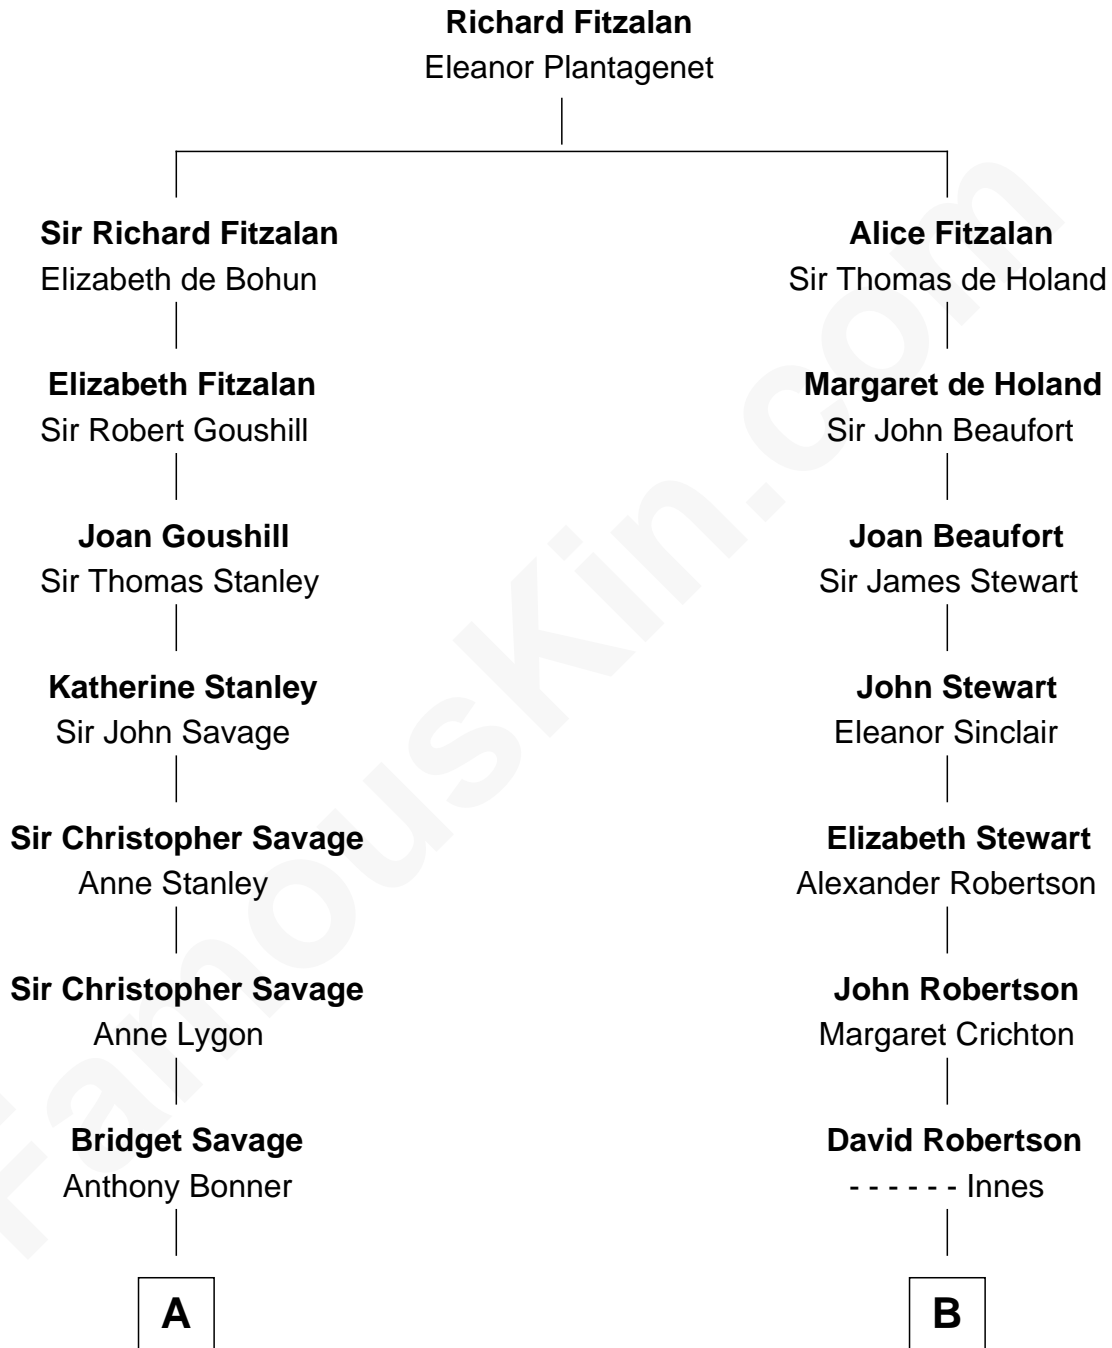 Richard Fitzalan
Eleanor Plantagenet
Sir Richard Fitzalan
Elizabeth de Bohun
Elizabeth Fitzalan
Sir Robert Goushill
Joan Goushill
Sir Thomas Stanley
Katherine Stanley
Sir John Savage
Sir Christopher Savage
Anne Stanley
Sir Christopher Savage
Anne Lygon
Bridget Savage
Anthony Bonner
A
Alice Fitzalan
Sir Thomas de Holand
Margaret de Holand
Sir John Beaufort
Joan Beaufort
Sir James Stewart
John Stewart
Eleanor Sinclair
Elizabeth Stewart
Alexander Robertson
John Robertson
Margaret Crichton
David Robertson
- - - - - - Innes
B
FamousKin.com